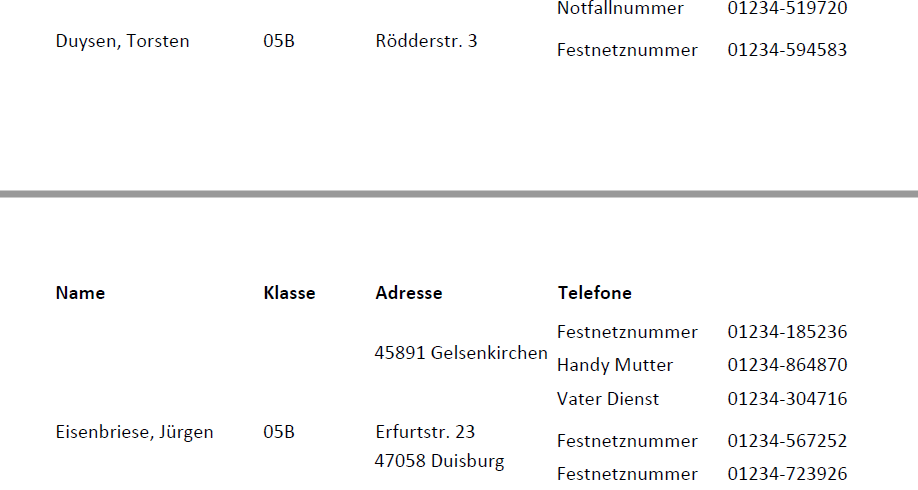 Notfallnummer 01234-519720
Duysen, Torsten 05B Rödderstr. 3
Festnetznummer 01234-594583
Name Klasse Adresse Telefone
Festnetznummer 01234-185236
45891 Gelsenkirchen
Handy Mutter 01234-864870
Vater Dienst 01234-304716
Eisenbriese, Jürgen 05B Erfurtstr. 23
Festnetznummer 01234-567252
47058 Duisburg
Festnetznummer 01234-723926